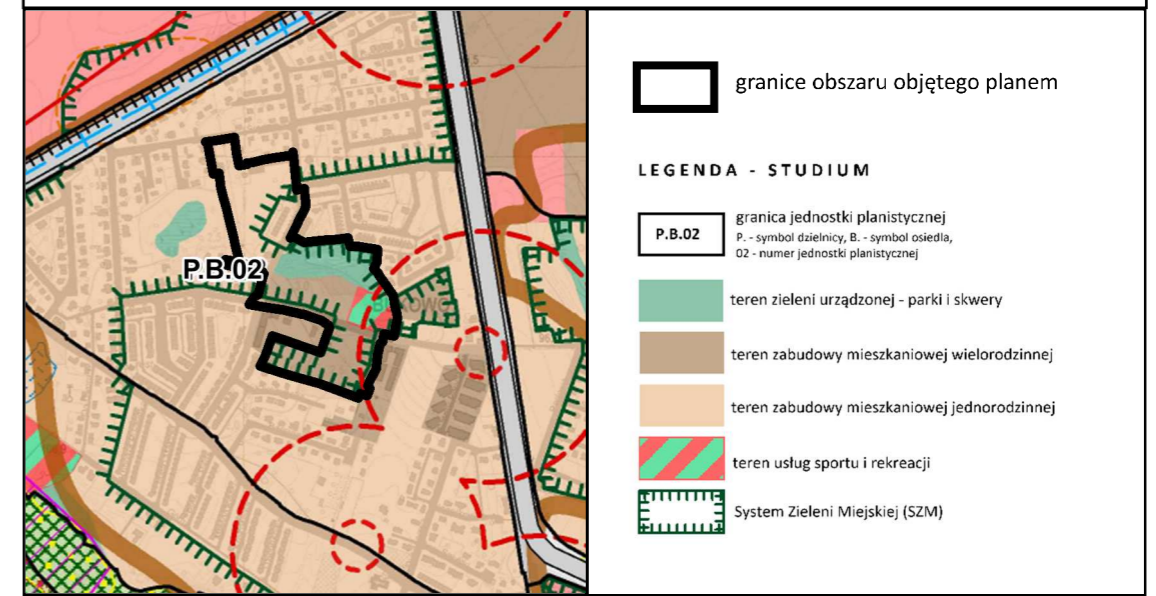 granice obszaru objętego planem
LEGENDA - STUDIUM
P.B.02
granica jednostki planistycznej
P. - symbol dzielnicy, B. - symbol osiedla,
02 - numer jednostki planistycznej
teren zieleni urządzonej - parki i skwery
teren zabudowy mieszkaniowej wielorodzinnej
teren zabudowy mieszkaniowej jednorodzinnej
teren usług sportu i rekreacji
System Zieleni Miejskiej (SZM)
P.B.02